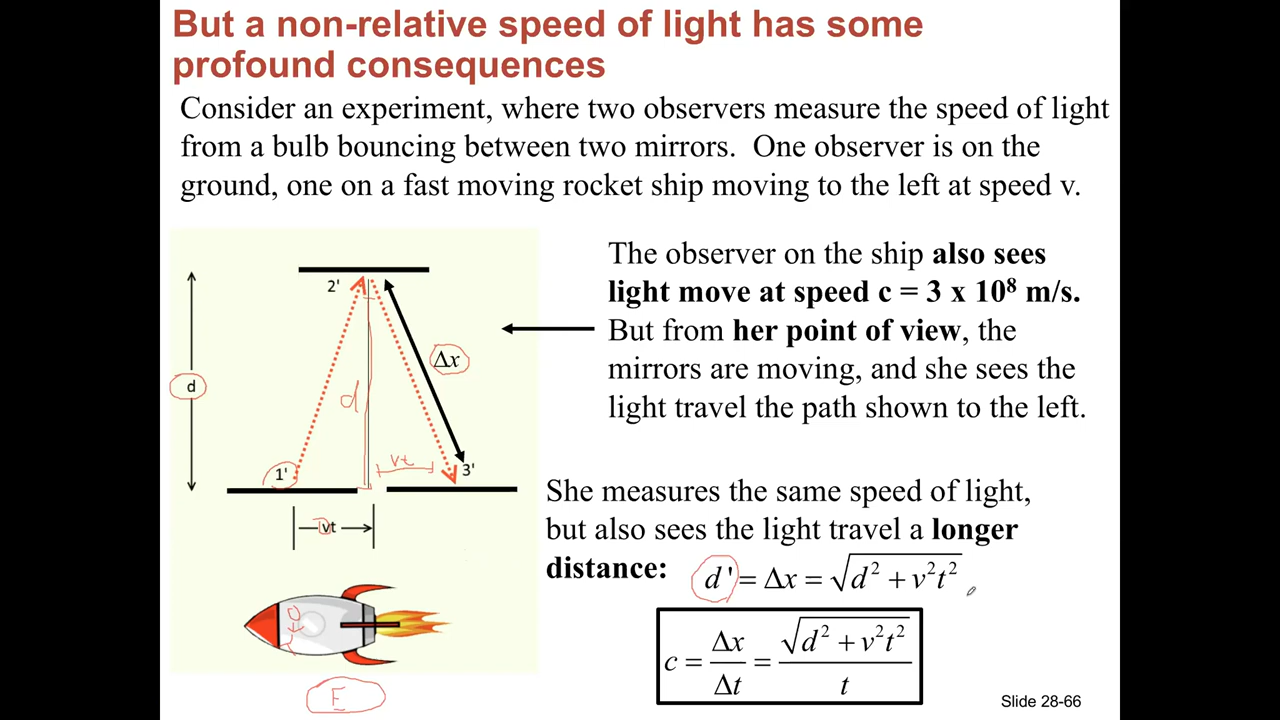 But a non-relative speed of light has some
profound consequences
Consider an experiment, where two observers measure the speed of light
from a bulb bouncing between two mirrors. One observer is on the
ground, one on a fast moving rocket ship moving to the left at speed v.
The observer on the ship also sees
light move at speed c = 3 x 10⁸ m/s.
But from her point of view, the
mirrors are moving, and she sees the
light travel the path shown to the left.
2'
Δx
d
d
vt
1'
3'
vt
She measures the same speed of light,
but also sees the light travel a longer
distance: d' = Δx = √(d² + v²t²)
c = Δx/Δt = √(d² + v²t²)/t
E
Slide 28-66